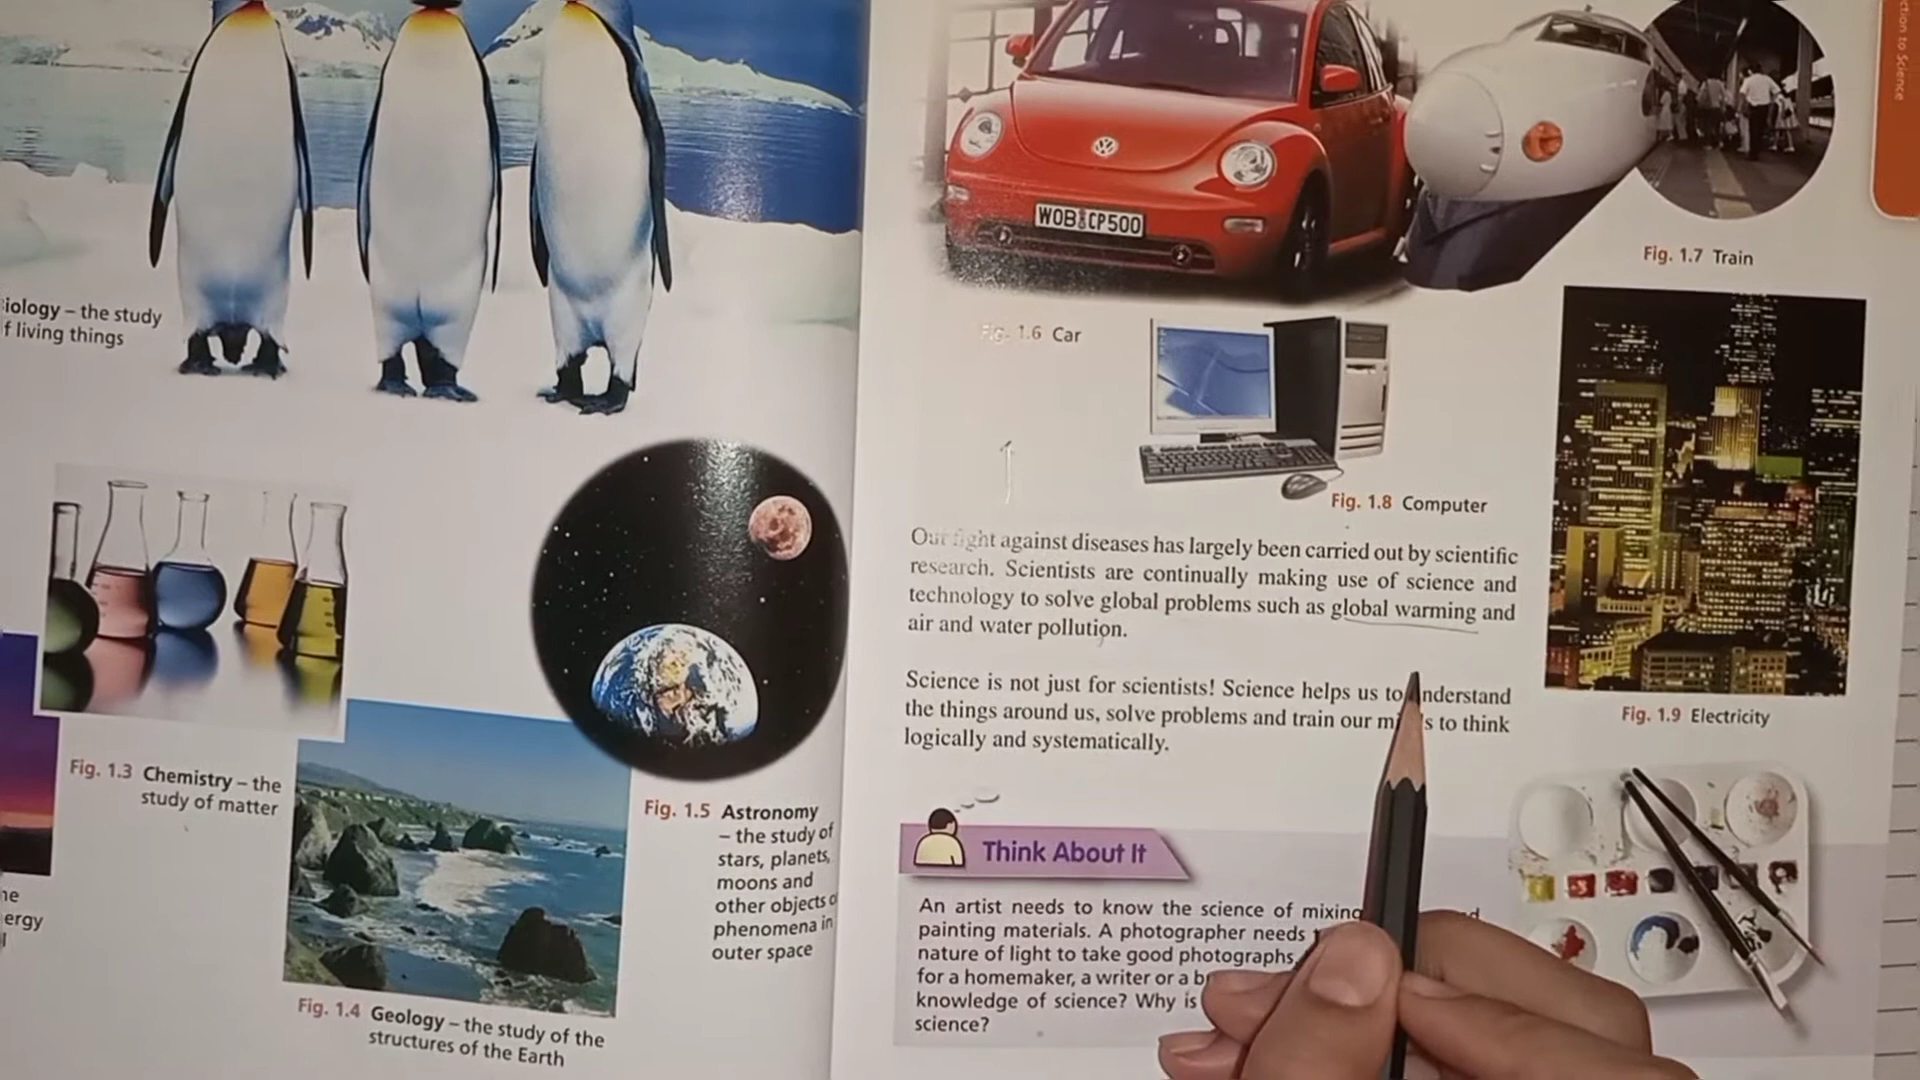 iology – the study
f living things
Fig. 1.3 Chemistry – the
study of matter
ergy
Fig. 1.4 Geology – the study of the
structures of the Earth
Fig. 1.5 Astronomy
– the study of
stars, planets,
moons and
other objects o
phenomena in
outer space
ction to Science
WOB CP500
Fig. 1.6 Car
Fig. 1.7 Train
Fig. 1.8 Computer
Fig. 1.9 Electricity
Our fight against diseases has largely been carried out by scientific
research. Scientists are continually making use of science and
technology to solve global problems such as global warming and
air and water pollution.
Science is not just for scientists! Science helps us to understand
the things around us, solve problems and train our minds to think
logically and systematically.
Think About It
An artist needs to know the science of mixing
painting materials. A photographer needs
nature of light to take good photographs.
for a homemaker, a writer or a
knowledge of science? Why is
science?